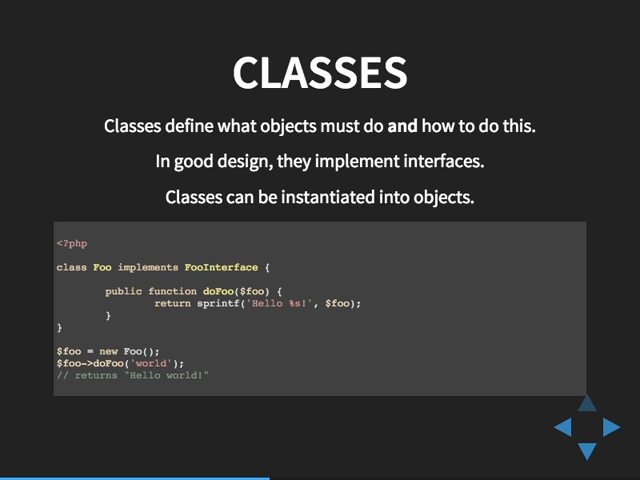 CLASSES
Classes define what objects must do and how to do this.
In good design, they implement interfaces.
Classes can be instantiated into objects.
<?php
class Foo implements FooInterface {
public function doFoo($foo) {
return sprintf('Hello %s!', $foo);
}
}
$foo = new Foo();
$foo->doFoo('world');
// returns "Hello world!"